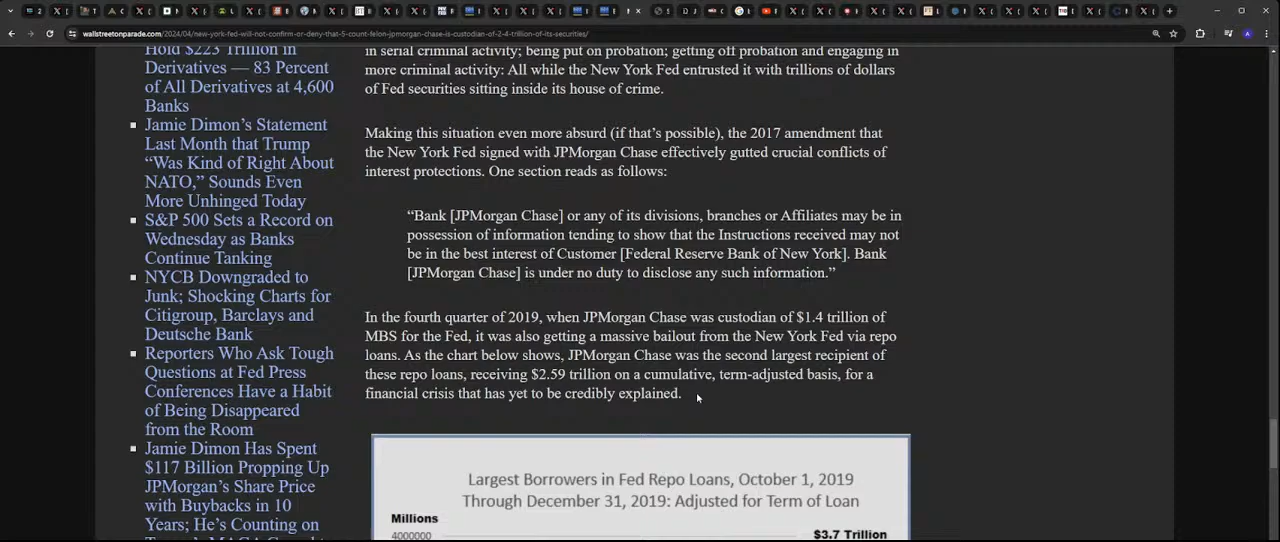 wallstreetonparade.com/2024/04/new-york-fed-will-not-confirm-or-deny-that-5-count-felon-jpmorgan-chase-is-custodian-of-2-4-trillion-of-its-securities/
Hold $223 Trillion in
Derivatives — 83 Percent
of All Derivatives at 4,600
Banks
Jamie Dimon’s Statement
Last Month that Trump
“Was Kind of Right About
NATO,” Sounds Even
More Unhinged Today
S&P 500 Sets a Record on
Wednesday as Banks
Continue Tanking
NYCB Downgraded to
Junk; Shocking Charts for
Citigroup, Barclays and
Deutsche Bank
Reporters Who Ask Tough
Questions at Fed Press
Conferences Have a Habit
of Being Disappeared
from the Room
Jamie Dimon Has Spent
$117 Billion Propping Up
JPMorgan’s Share Price
with Buybacks in 10
Years; He’s Counting on
in serial criminal activity; being put on probation; getting off probation and engaging in
more criminal activity: All while the New York Fed entrusted it with trillions of dollars
of Fed securities sitting inside its house of crime.
Making this situation even more absurd (if that’s possible), the 2017 amendment that
the New York Fed signed with JPMorgan Chase effectively gutted crucial conflicts of
interest protections. One section reads as follows:
“Bank [JPMorgan Chase] or any of its divisions, branches or Affiliates may be in
possession of information tending to show that the Instructions received may not
be in the best interest of Customer [Federal Reserve Bank of New York]. Bank
[JPMorgan Chase] is under no duty to disclose any such information.”
In the fourth quarter of 2019, when JPMorgan Chase was custodian of $1.4 trillion of
MBS for the Fed, it was also getting a massive bailout from the New York Fed via repo
loans. As the chart below shows, JPMorgan Chase was the second largest recipient of
these repo loans, receiving $2.59 trillion on a cumulative, term-adjusted basis, for a
financial crisis that has yet to be credibly explained.
Largest Borrowers in Fed Repo Loans, October 1, 2019
Through December 31, 2019: Adjusted for Term of Loan
Millions
4000000
$3.7 Trillion